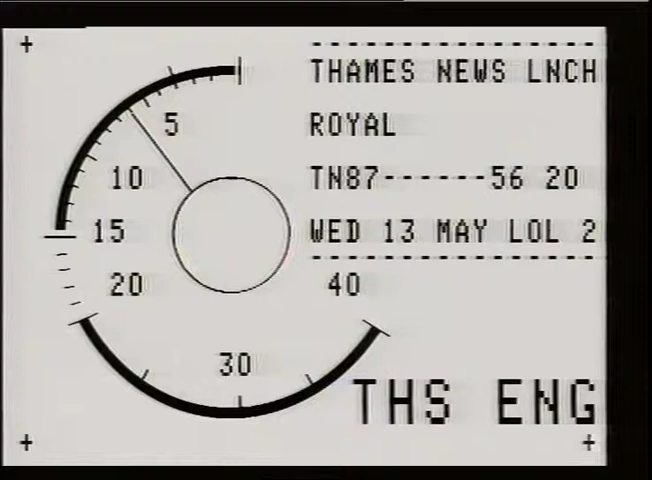 THAMES NEWS LNCH
ROYAL
TN87------56 20
WED 13 MAY LOL 2
5
10
15
20
30
40
THS ENG